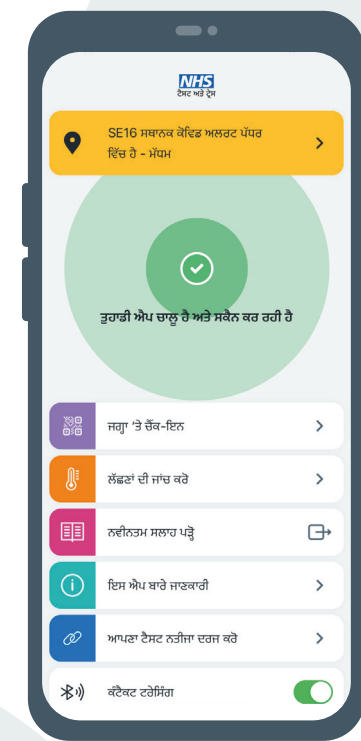 NHS
ਟੈਸਟ ਅਤੇ ਟ੍ਰੇਸ
SE16 ਸਥਾਨਕ ਕੋਵਿਡ ਅਲਰਟ ਪੱਧਰ
ਵਿੱਚ ਹੈ - ਮੱਧਮ
ਤੁਹਾਡੀ ਐਪ ਚਾਲੂ ਹੈ ਅਤੇ ਸਕੈਨ ਕਰ ਰਹੀ ਹੈ
ਜਗ੍ਹਾ 'ਤੇ ਚੈੱਕ-ਇਨ
ਲੱਛਣਾਂ ਦੀ ਜਾਂਚ ਕਰੋ
ਨਵੀਨਤਮ ਸਲਾਹ ਪੜ੍ਹੋ
ਇਸ ਐਪ ਬਾਰੇ ਜਾਣਕਾਰੀ
ਆਪਣਾ ਟੈਸਟ ਨਤੀਜਾ ਦਰਜ ਕਰੋ
ਕੰਟੈਕਟ ਟਰੇਸਿੰਗ